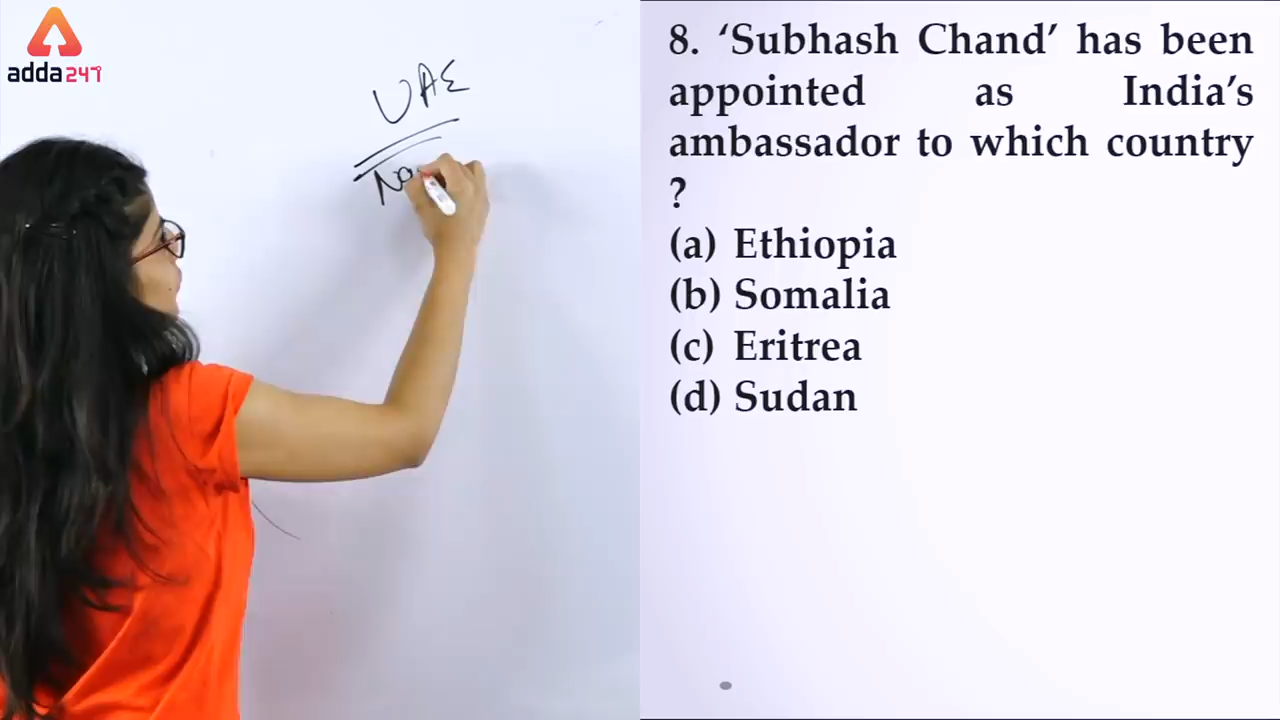 adda247
UAE
8. ‘Subhash Chand’ has been
appointed as India’s
ambassador to which country
?
(a) Ethiopia
(b) Somalia
(c) Eritrea
(d) Sudan